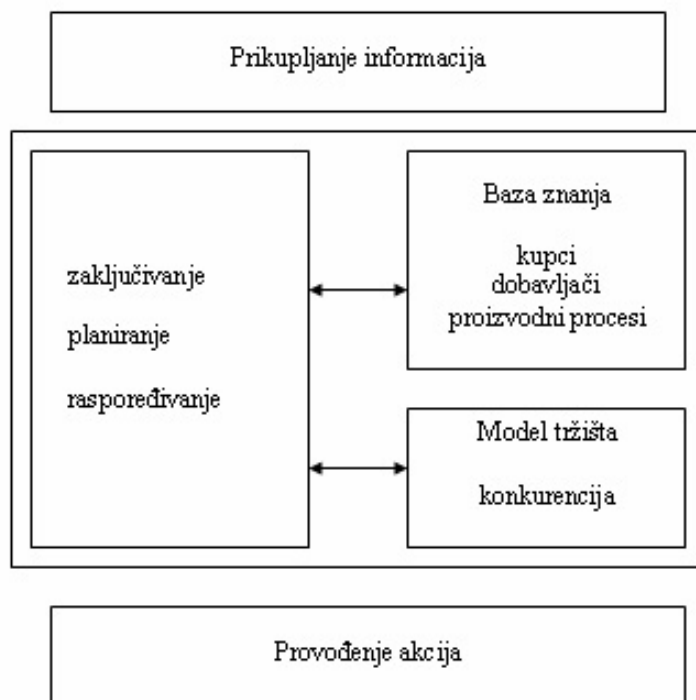 Prikupljanje informacija
zaključivanje
planiranje
raspoređivanje
Baza znanja
kupci
dobavljači
proizvodni procesi
Model tržišta
konkurencija
Provođenje akcija